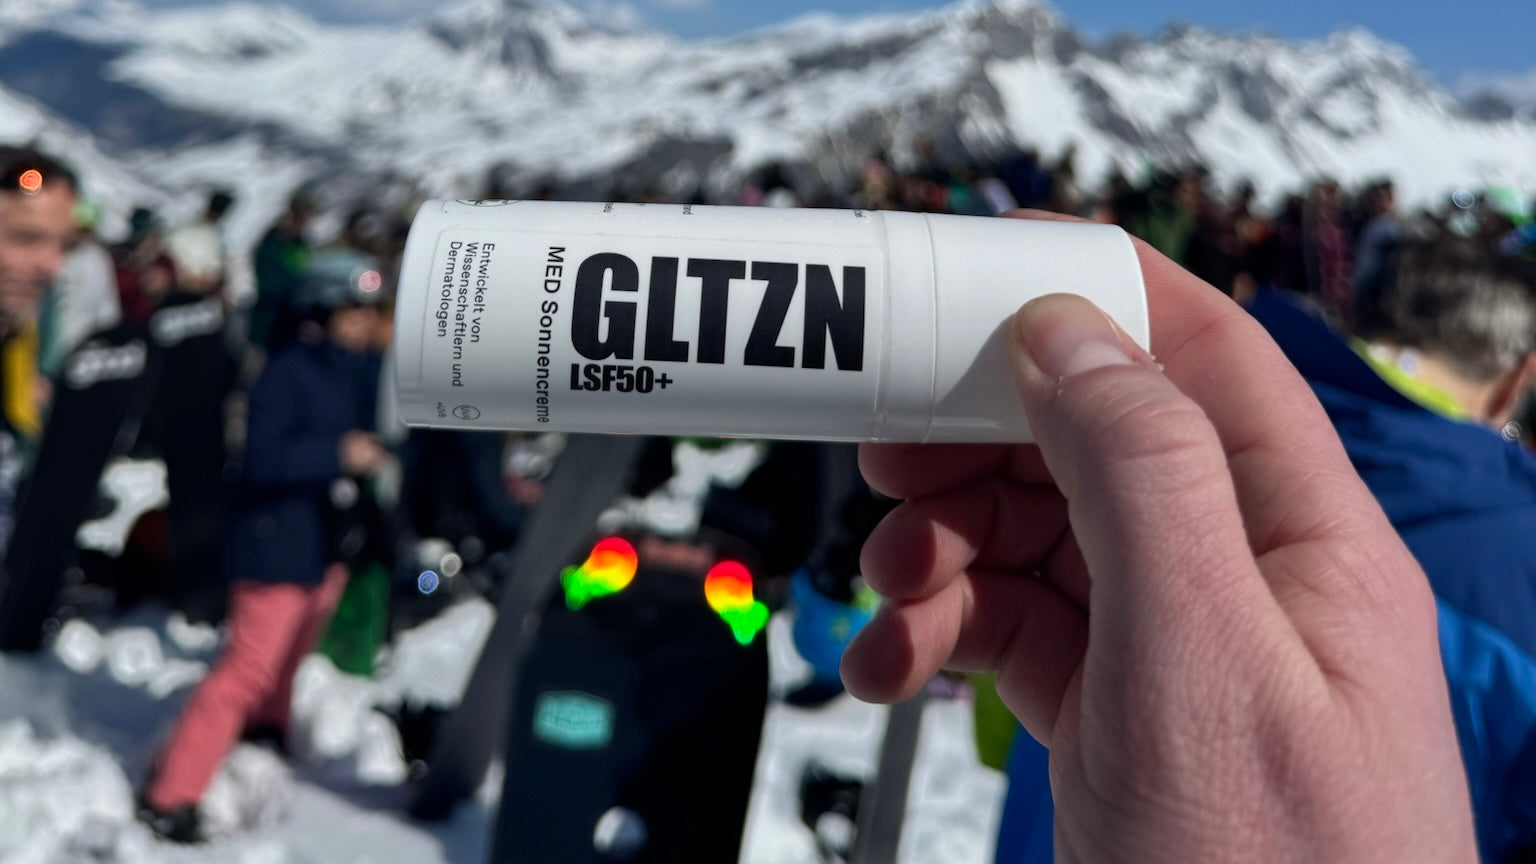 GLTZN
LSF50+
MED Sonnencreme
Entwickelt von
Wissenschaftlern und
Dermatologen